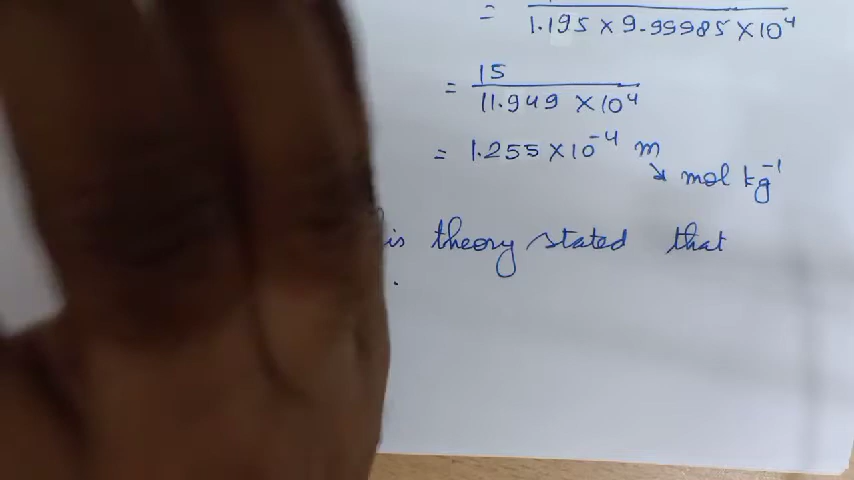 = 1.195 × 9.99985 × 10⁴
= 15 / 11.949 × 10⁴
= 1.255 × 10⁻⁴ m
↘ mol kg⁻¹
is theory stated that